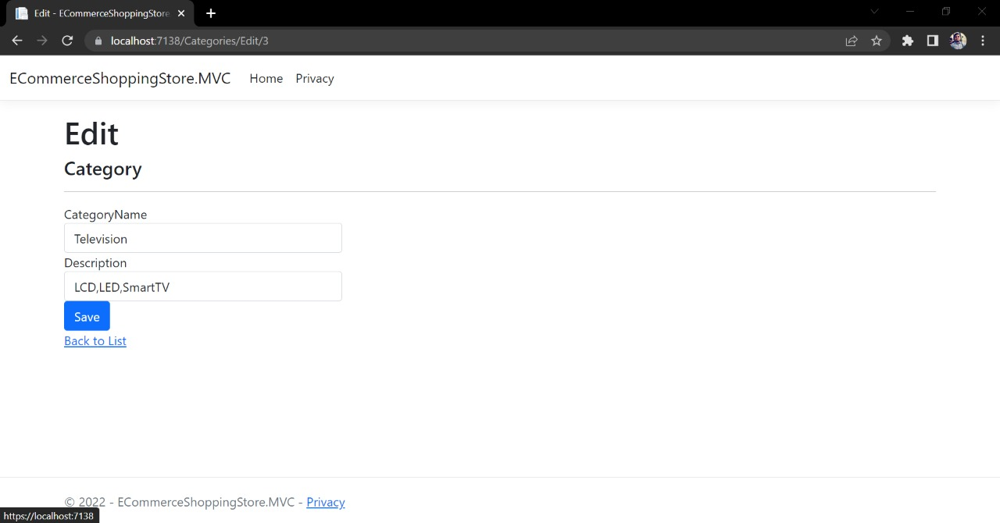 Edit - ECommerceShoppingStore.
localhost:7138/Categories/Edit/3
ECommerceShoppingStore.MVC Home Privacy
Edit
Category
CategoryName
Television
Description
LCD,LED,SmartTV
Save
Back to List
© 2022 - ECommerceShoppingStore.MVC - Privacy
https://localhost:7138